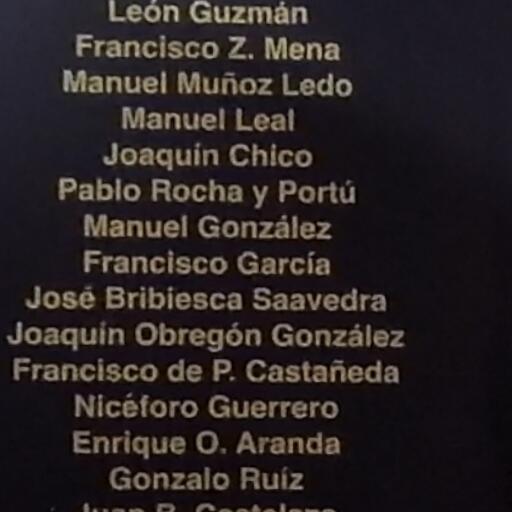 León Guzmán
Francisco Z. Mena
Manuel Muñoz Ledo
Manuel Leal
Joaquín Chico
Pablo Rocha y Portú
Manuel González
Francisco García
José Bribiesca Saavedra
Joaquín Obregón González
Francisco de P. Castañeda
Nicéforo Guerrero
Enrique O. Aranda
Gonzalo Ruíz
Juan B.